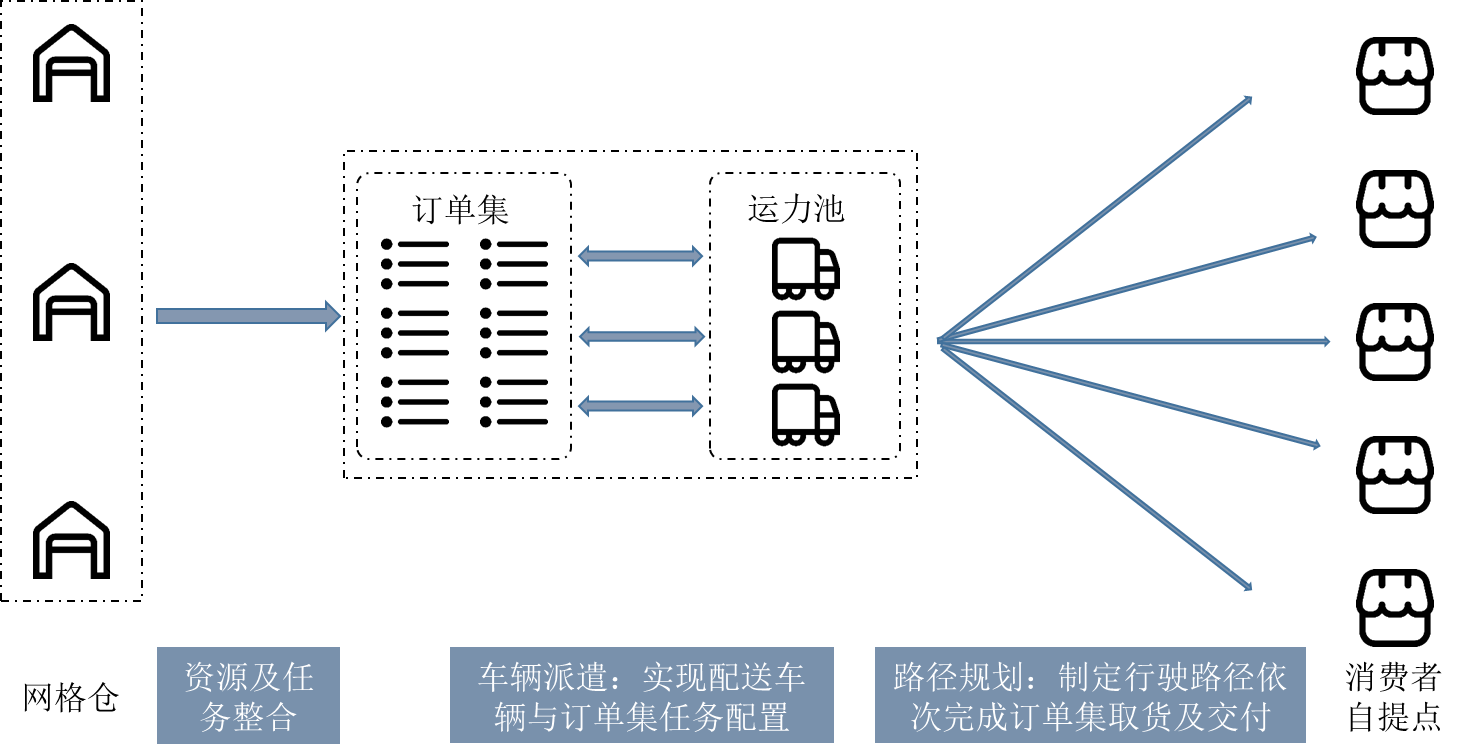 订单集
运力池
网格仓
资源及任
务整合
车辆派遣：实现配送车
辆与订单集任务配置
路径规划：制定行驶路径依
次完成订单集取货及交付
消费者
自提点